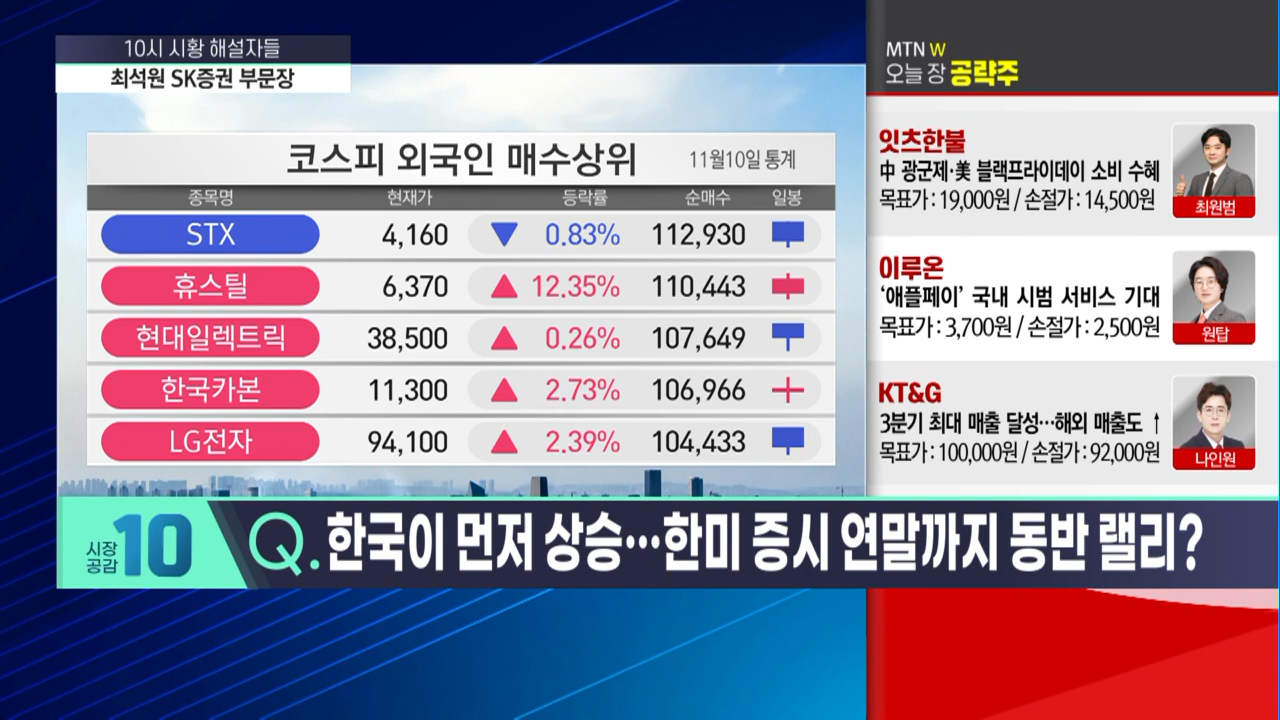 10시 시황 해설자들
최석원 SK증권 부문장
코스피 외국인 매수상위
11월10일 통계
종목명 현재가 등락률 순매수 일봉
STX 4,160 ▼ 0.83% 112,930
휴스틸 6,370 ▲ 12.35% 110,443
현대일렉트릭 38,500 ▲ 0.26% 107,649
한국카본 11,300 ▲ 2.73% 106,966
LG전자 94,100 ▲ 2.39% 104,433
시장
공감
10
Q. 한국이 먼저 상승…한미 증시 연말까지 동반 랠리?
MTN W
오늘 장 공략주
잇츠한불
中 광군제·美 블랙프라이데이 소비 수혜
목표가 : 19,000원 / 손절가 : 14,500원
최원범
이루온
‘애플페이’ 국내 시범 서비스 기대
목표가 : 3,700원 / 손절가 : 2,500원
원탑
KT&G
3분기 최대 매출 달성…해외 매출도 ↑
목표가 : 100,000원 / 손절가 : 92,000원
나인원